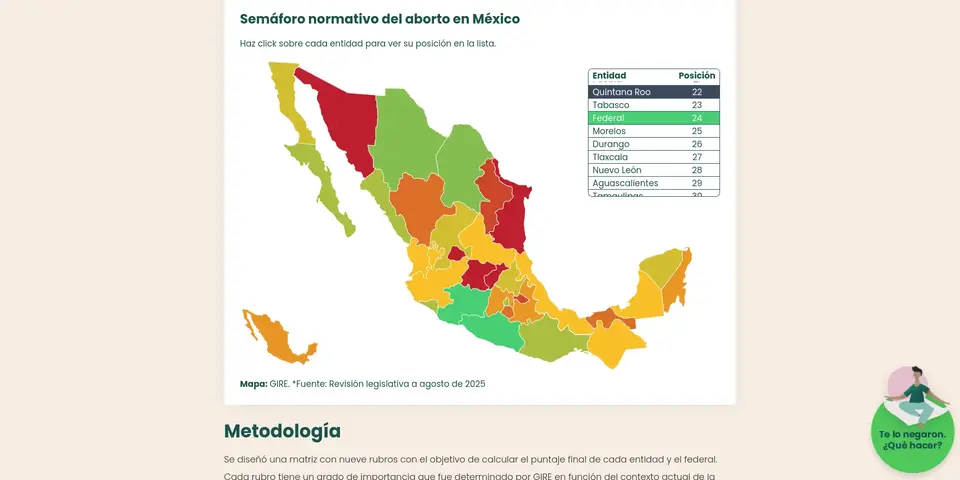 Semáforo normativo del aborto en México
Haz click sobre cada entidad para ver su posición en la lista.
Entidad Posición
Quintana Roo 22
Tabasco 23
Federal 24
Morelos 25
Durango 26
Tlaxcala 27
Nuevo León 28
Aguascalientes 29
Tamaulipas 30
Mapa: GIRE. *Fuente: Revisión legislativa a agosto de 2025
Te lo negaron.
¿Qué hacer?
Metodología
Se diseñó una matriz con nueve rubros con el objetivo de calcular el puntaje final de cada entidad y el federal.
Cada rubro tiene un grado de importancia que fue determinado por GIRE en función del contexto actual de la